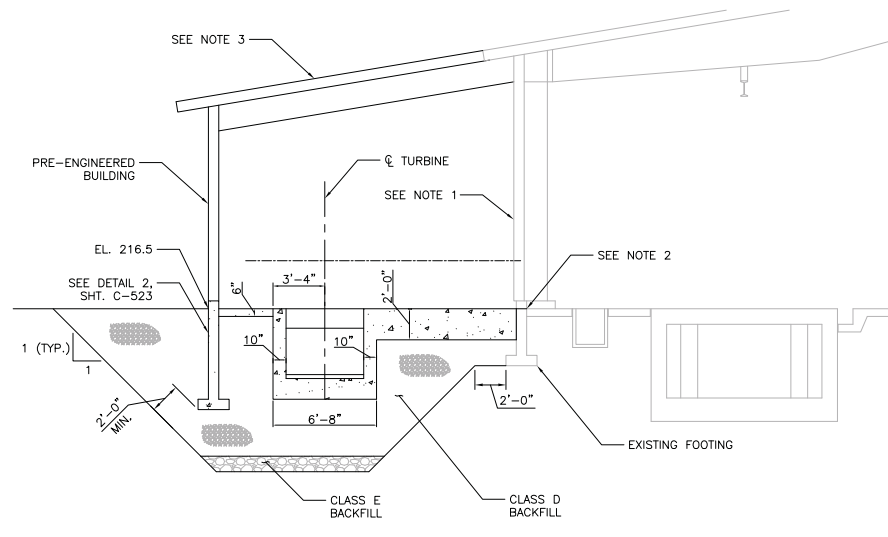 SEE NOTE 3
PRE-ENGINEERED
BUILDING
℄ TURBINE
SEE NOTE 1
EL. 216.5
SEE NOTE 2
SEE DETAIL 2,
SHT. C-523
6"
3'-4"
2'-0"
1 (TYP.)
1
10"
10"
2'-0"
MIN.
2'-0"
6'-8"
EXISTING FOOTING
CLASS E
BACKFILL
CLASS D
BACKFILL